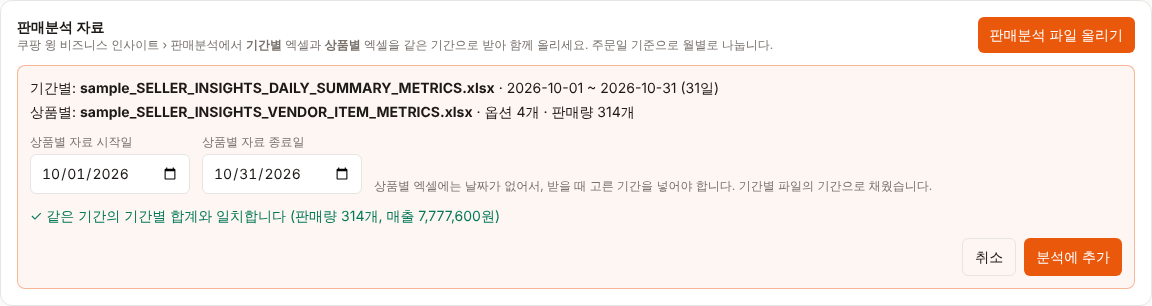 판매분석 자료
쿠팡 윙 비즈니스 인사이트 › 판매분석에서 기간별 엑셀과 상품별 엑셀을 같은 기간으로 받아 함께 올리세요. 주문일 기준으로 월별로 나눕니다.
판매분석 파일 올리기
기간별: sample_SELLER_INSIGHTS_DAILY_SUMMARY_METRICS.xlsx · 2026-10-01 ~ 2026-10-31 (31일)
상품별: sample_SELLER_INSIGHTS_VENDOR_ITEM_METRICS.xlsx · 옵션 4개 · 판매량 314개
상품별 자료 시작일 상품별 자료 종료일
10/01/2026 10/31/2026
상품별 엑셀에는 날짜가 없어서, 받을 때 고른 기간을 넣어야 합니다. 기간별 파일의 기간으로 채웠습니다.
✓ 같은 기간의 기간별 합계와 일치합니다 (판매량 314개, 매출 7,777,600원)
취소 분석에 추가